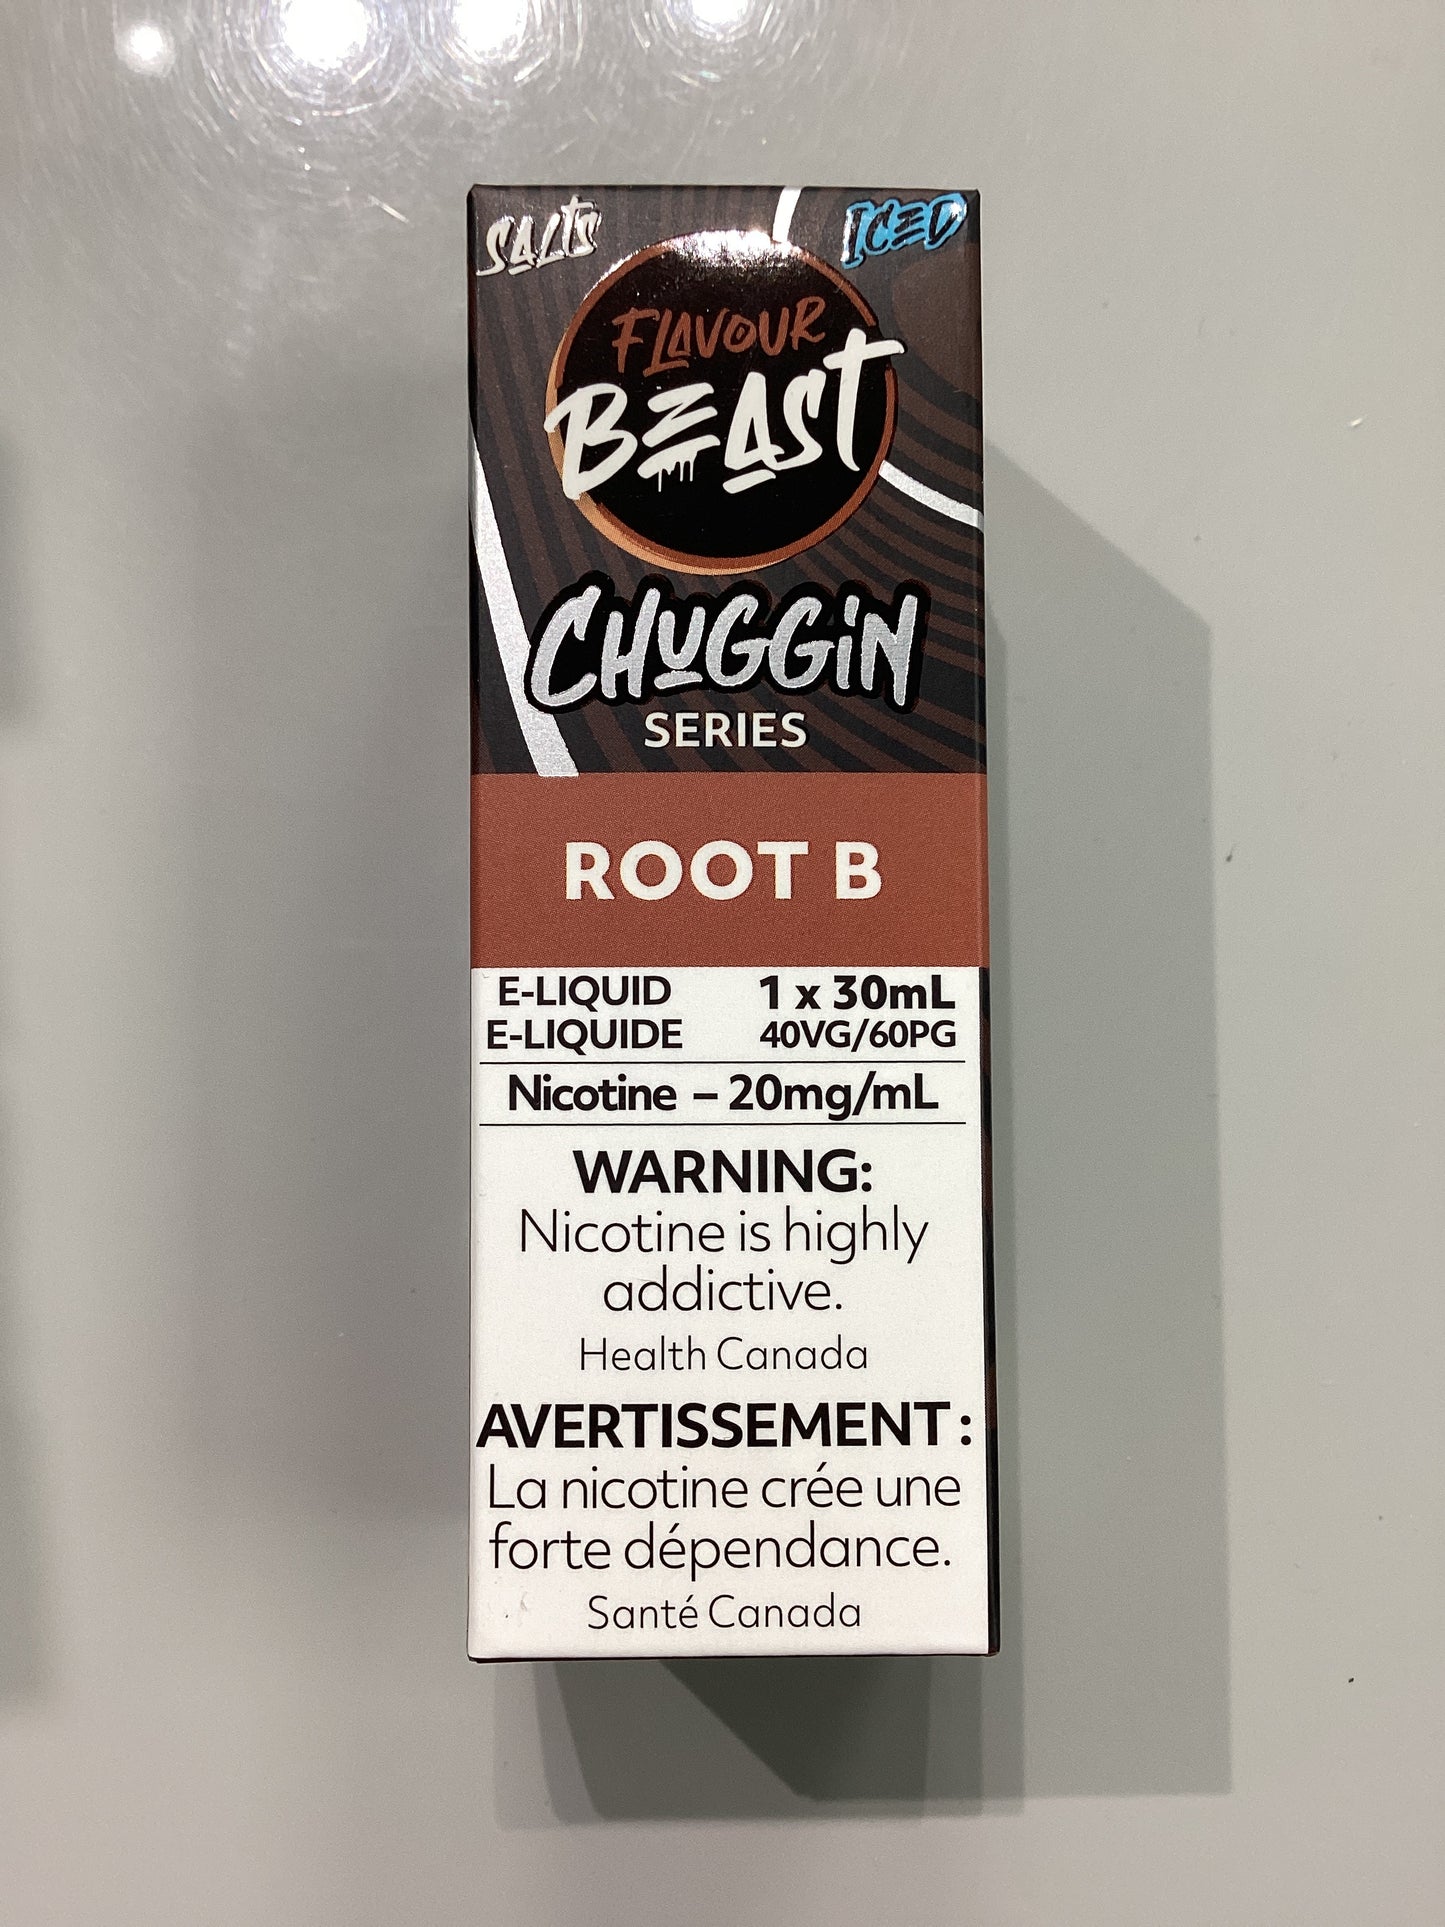 SALTS ICED
FLAVOUR
BEAST
CHUGGiN
SERIES
ROOT B
E-LIQUID 1 x 30mL
E-LIQUIDE 40VG/60PG
Nicotine – 20mg/mL
WARNING:
Nicotine is highly
addictive.
Health Canada
AVERTISSEMENT :
La nicotine crée une
forte dépendance.
Santé Canada